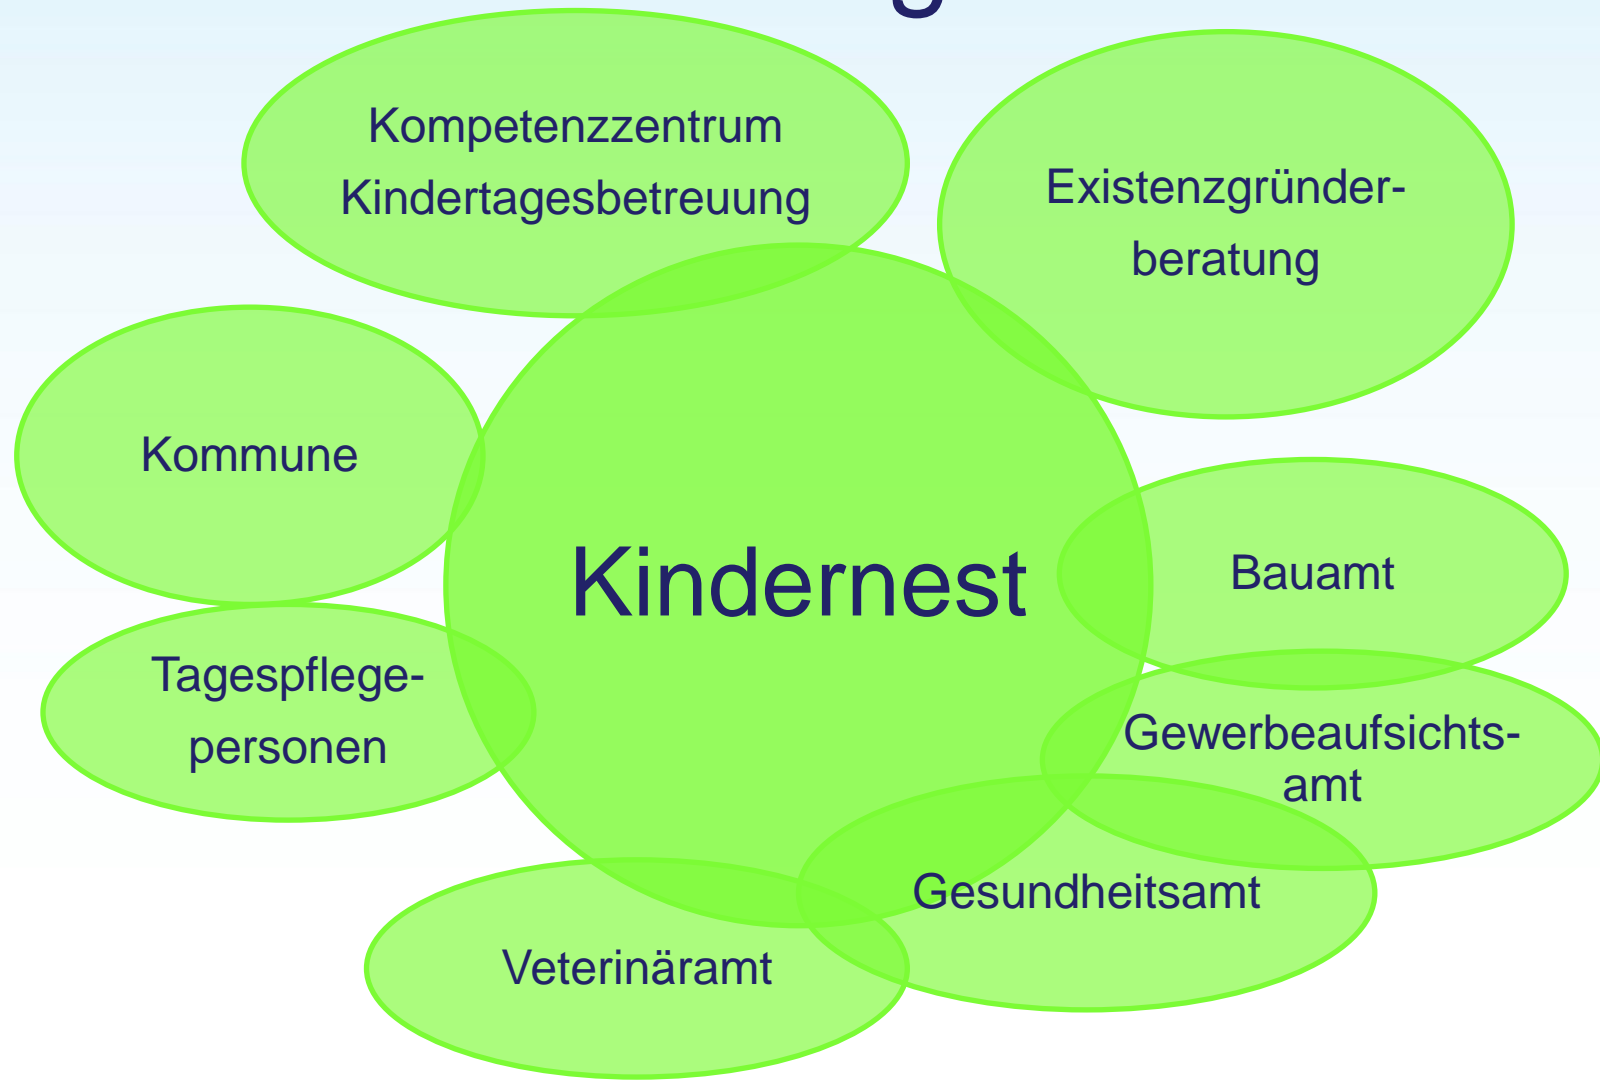 Kompetenzzentrum
Kindertagesbetreuung
Existenzgründer-
beratung
Kommune
Kindernest
Bauamt
Tagespflege-
personen
Gewerbeaufsichts-
amt
Gesundheitsamt
Veterinäramt